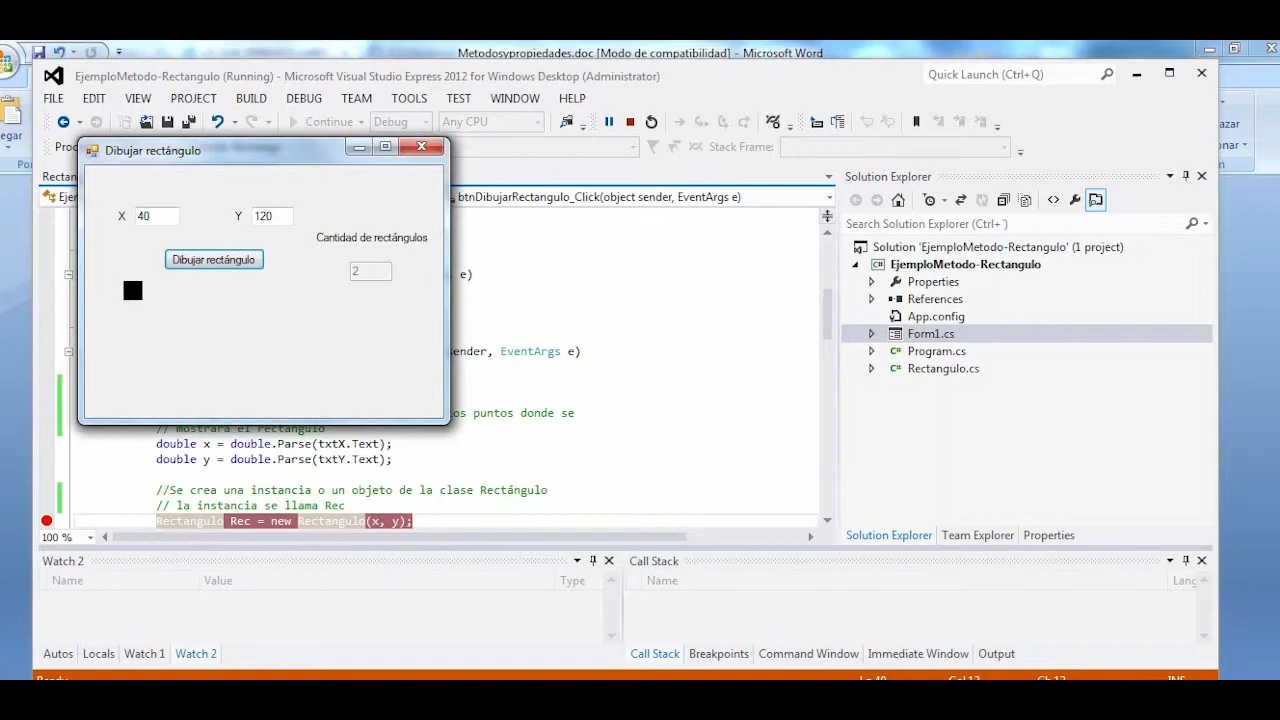 Metodosypropiedades.doc [Modo de compatibilidad] - Microsoft Word
EjemploMetodo-Rectangulo (Running) - Microsoft Visual Studio Express 2012 for Windows Desktop (Administrator)
Quick Launch (Ctrl+Q)
FILE EDIT VIEW PROJECT BUILD DEBUG TEAM TOOLS TEST WINDOW HELP
Continue Debug Any CPU
Stack Frame:
Dibujar rectángulo
X 40 Y 120
Cantidad de rectángulos
Dibujar rectángulo
2
btnDibujarRectangulo_Click(object sender, EventArgs e)
e)
sender, EventArgs e)
los puntos donde se
// mostrará el rectángulo
double x = double.Parse(txtX.Text);
double y = double.Parse(txtY.Text);
//Se crea una instancia o un objeto de la clase Rectángulo
// la instancia se llama Rec
Rectangulo Rec = new Rectangulo(x, y);
100 %
Solution Explorer
Search Solution Explorer (Ctrl+¨)
Solution 'EjemploMetodo-Rectangulo' (1 project)
EjemploMetodo-Rectangulo
Properties
References
App.config
Form1.cs
Program.cs
Rectangulo.cs
Solution Explorer Team Explorer Properties
Watch 2
Name Value Type
Autos Locals Watch 1 Watch 2
Call Stack
Name Lang
Call Stack Breakpoints Command Window Immediate Window Output